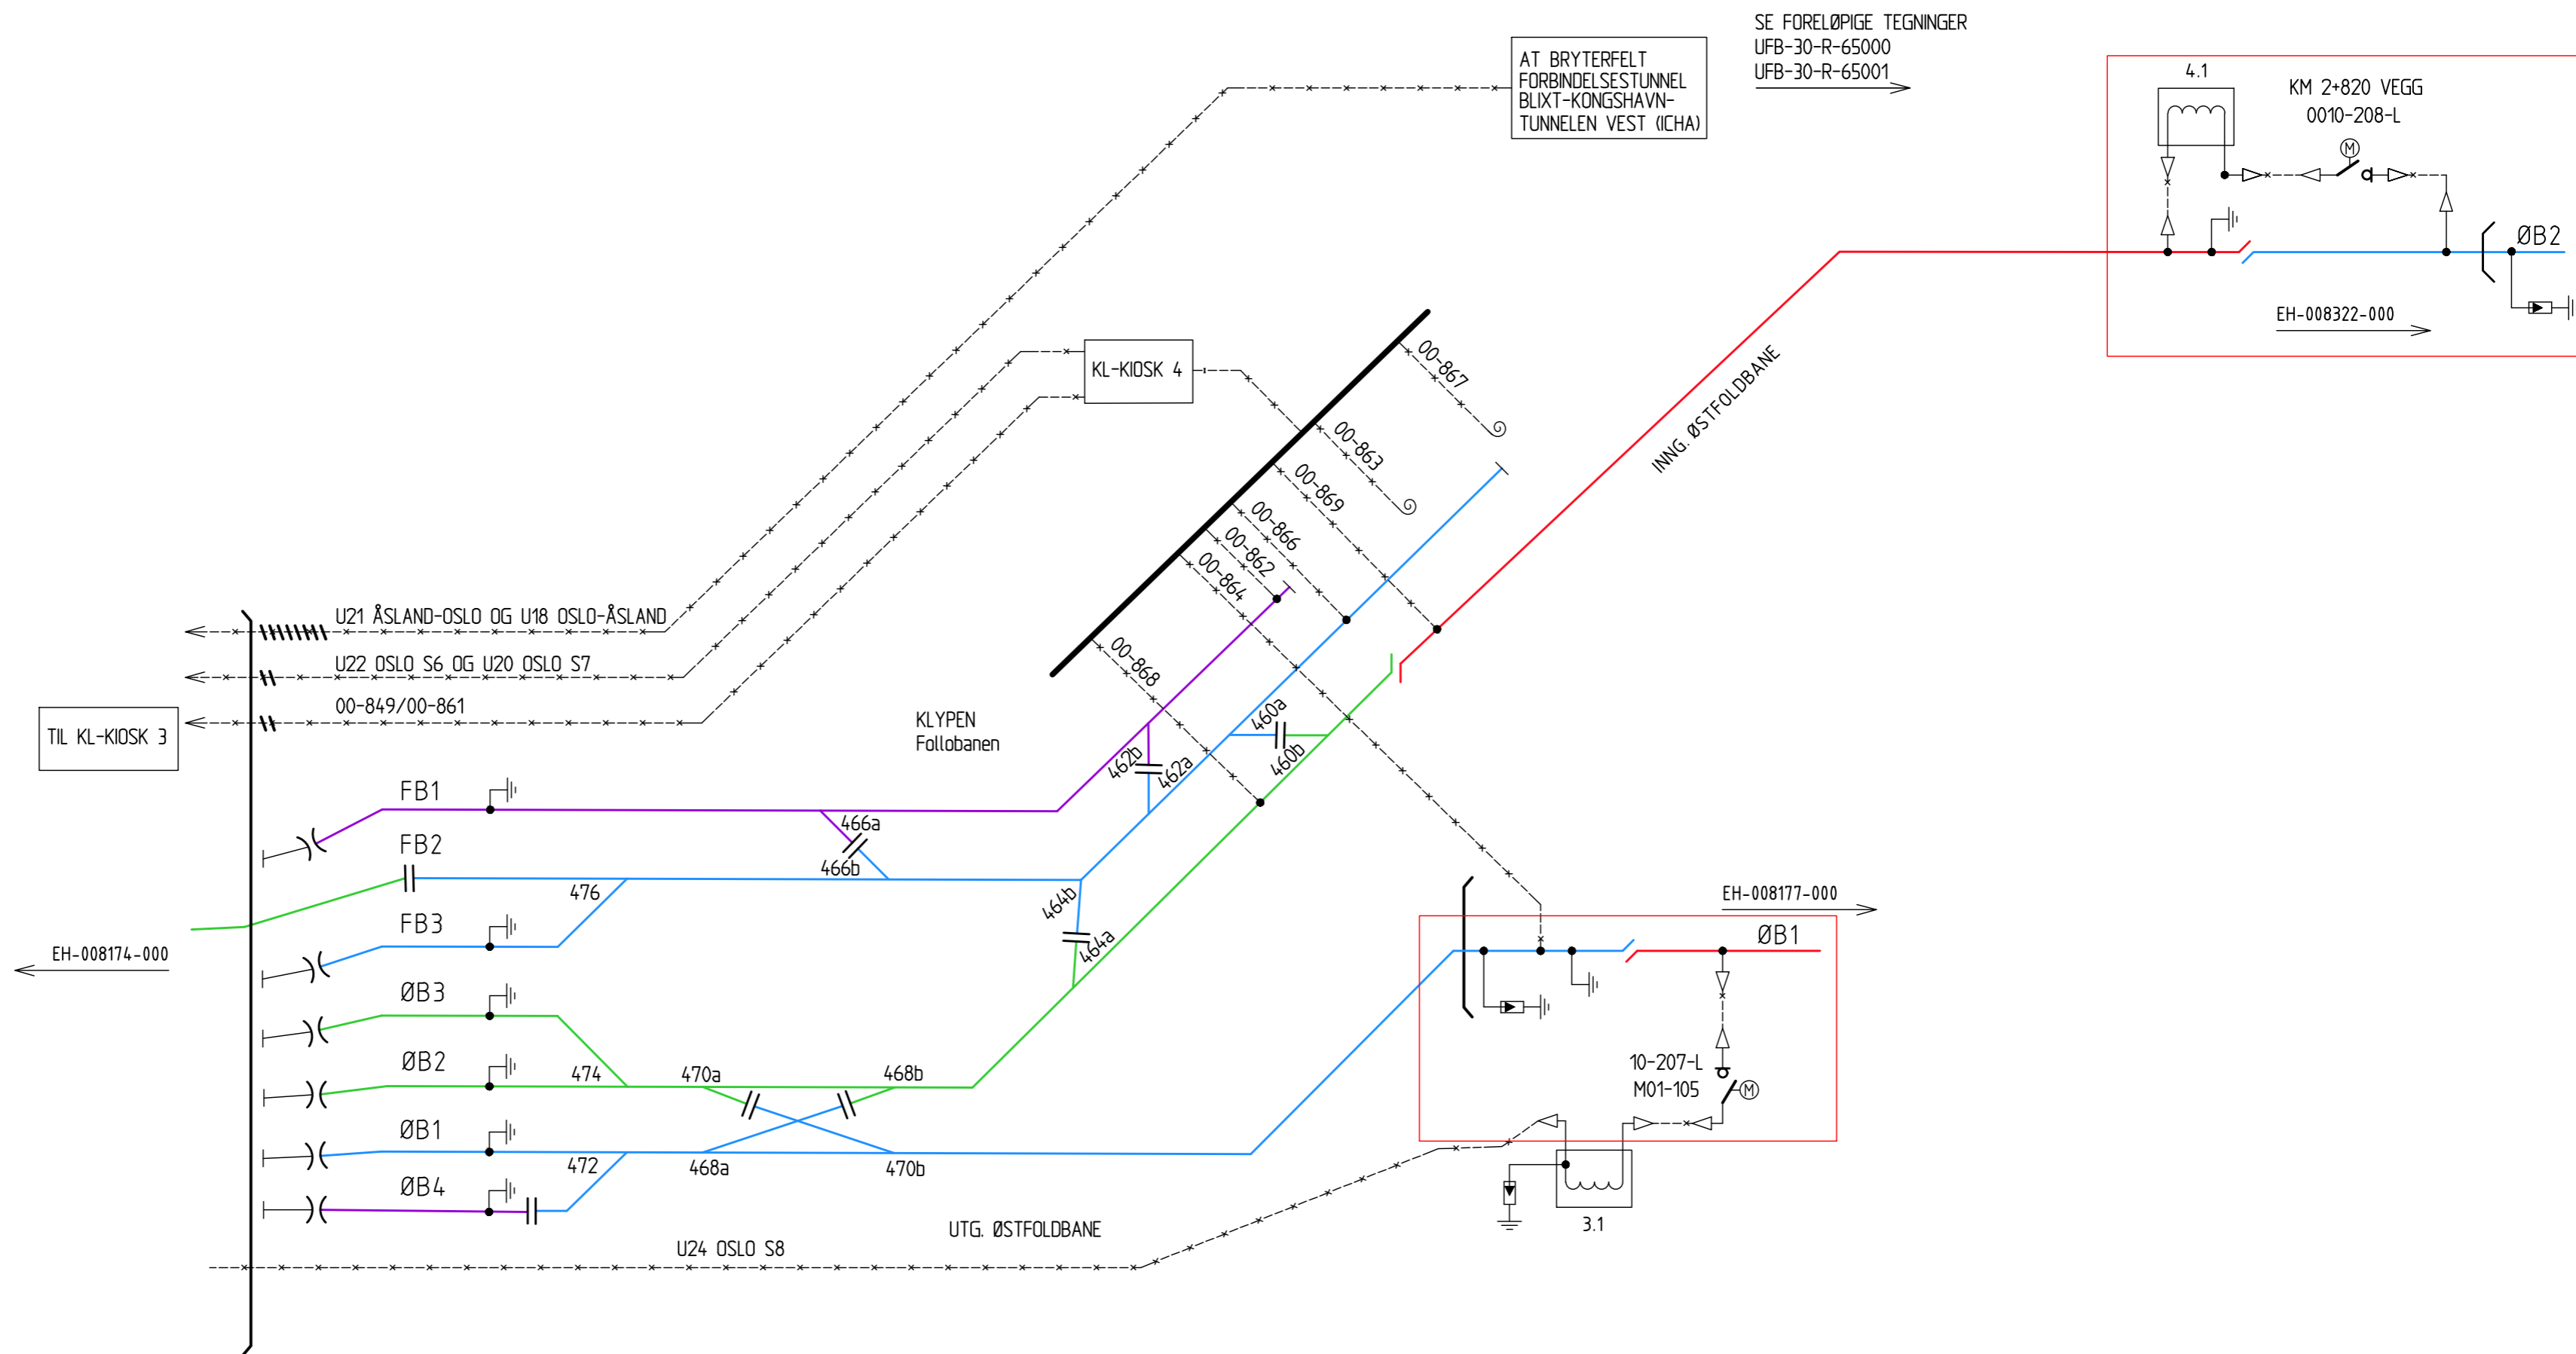 SE FORELØPIGE TEGNINGER
UFB-30-R-65000
UFB-30-R-65001
AT BRYTERFELT
FORBINDELSESTUNNEL
BLIXT-KONGSHAVN-
TUNNELEN VEST (ICHA)
4.1
KM 2+820 VEGG
0010-208-L
M
ØB2
EH-008322-000
KL-KIOSK 4
00-867
00-863
00-869
00-866
00-862
00-864
00-868
INNG. ØSTFOLDBANE
U21 ÅSLAND-OSLO OG U18 OSLO-ÅSLAND
U22 OSLO S6 OG U20 OSLO S7
00-849/00-861
TIL KL-KIOSK 3
KLYPEN
Follobanen
460a
460b
462b
462a
FB1
466a
FB2
466b
476
464b
464a
FB3
EH-008174-000
EH-008177-000
ØB1
ØB3
ØB2
474
470a
468b
10-207-L
M01-105
M
ØB1
472
468a
470b
ØB4
3.1
UTG. ØSTFOLDBANE
U24 OSLO S8